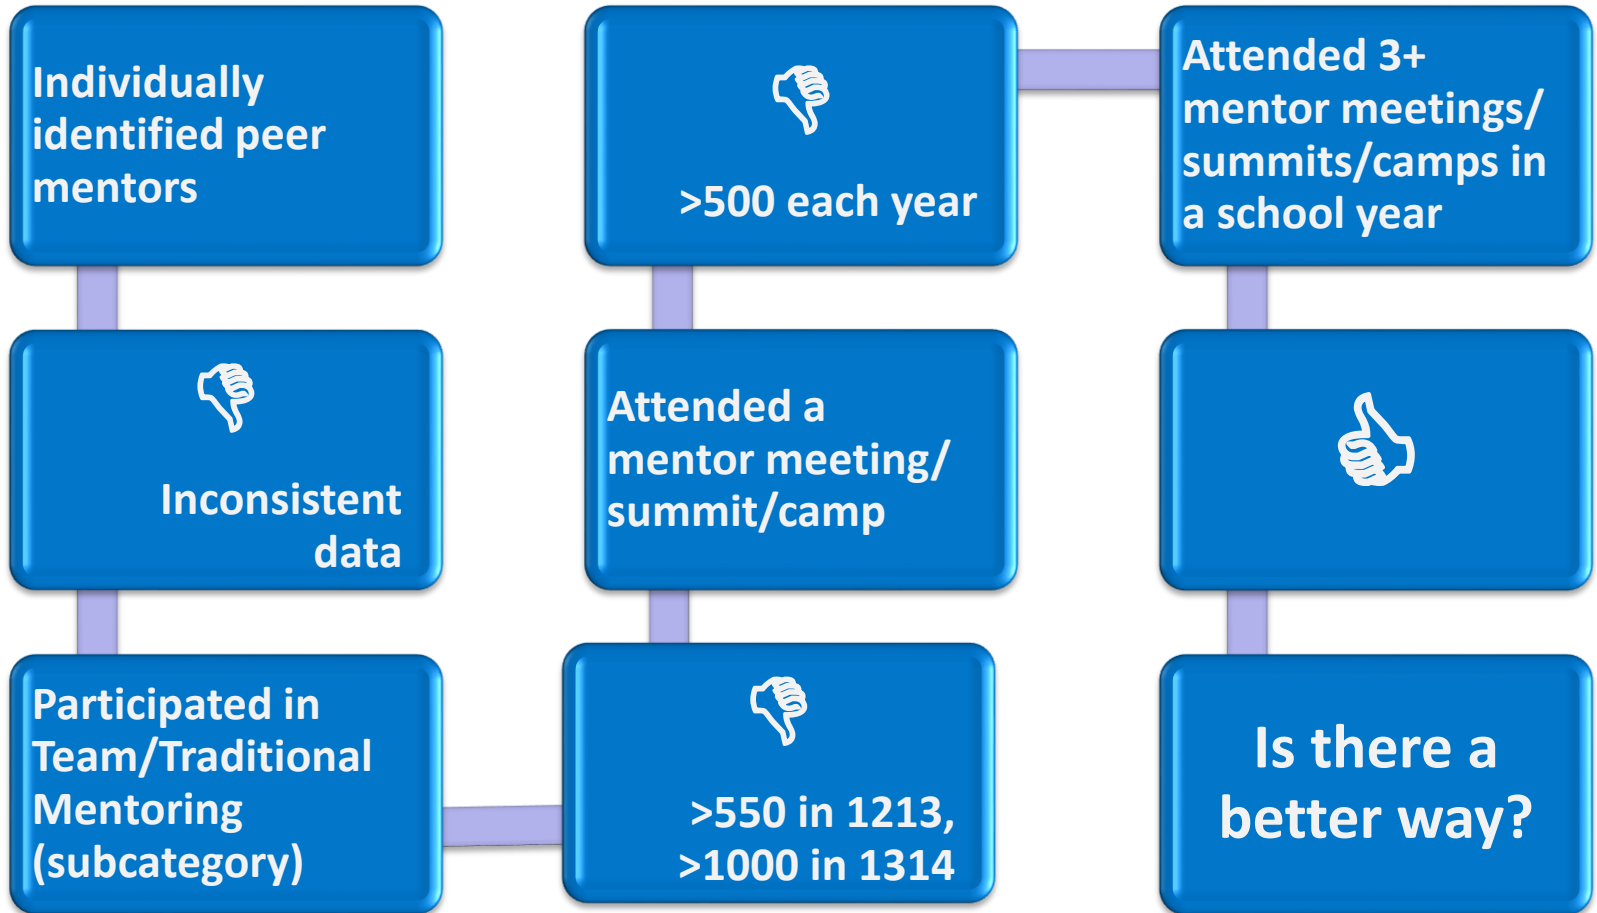 Individually
identified peer
mentors
Inconsistent
data
Participated in
Team/Traditional
Mentoring
(subcategory)
>550 in 1213,
>1000 in 1314
Attended a
mentor meeting/
summit/camp
>500 each year
Attended 3+
mentor meetings/
summits/camps in
a school year
Is there a
better way?